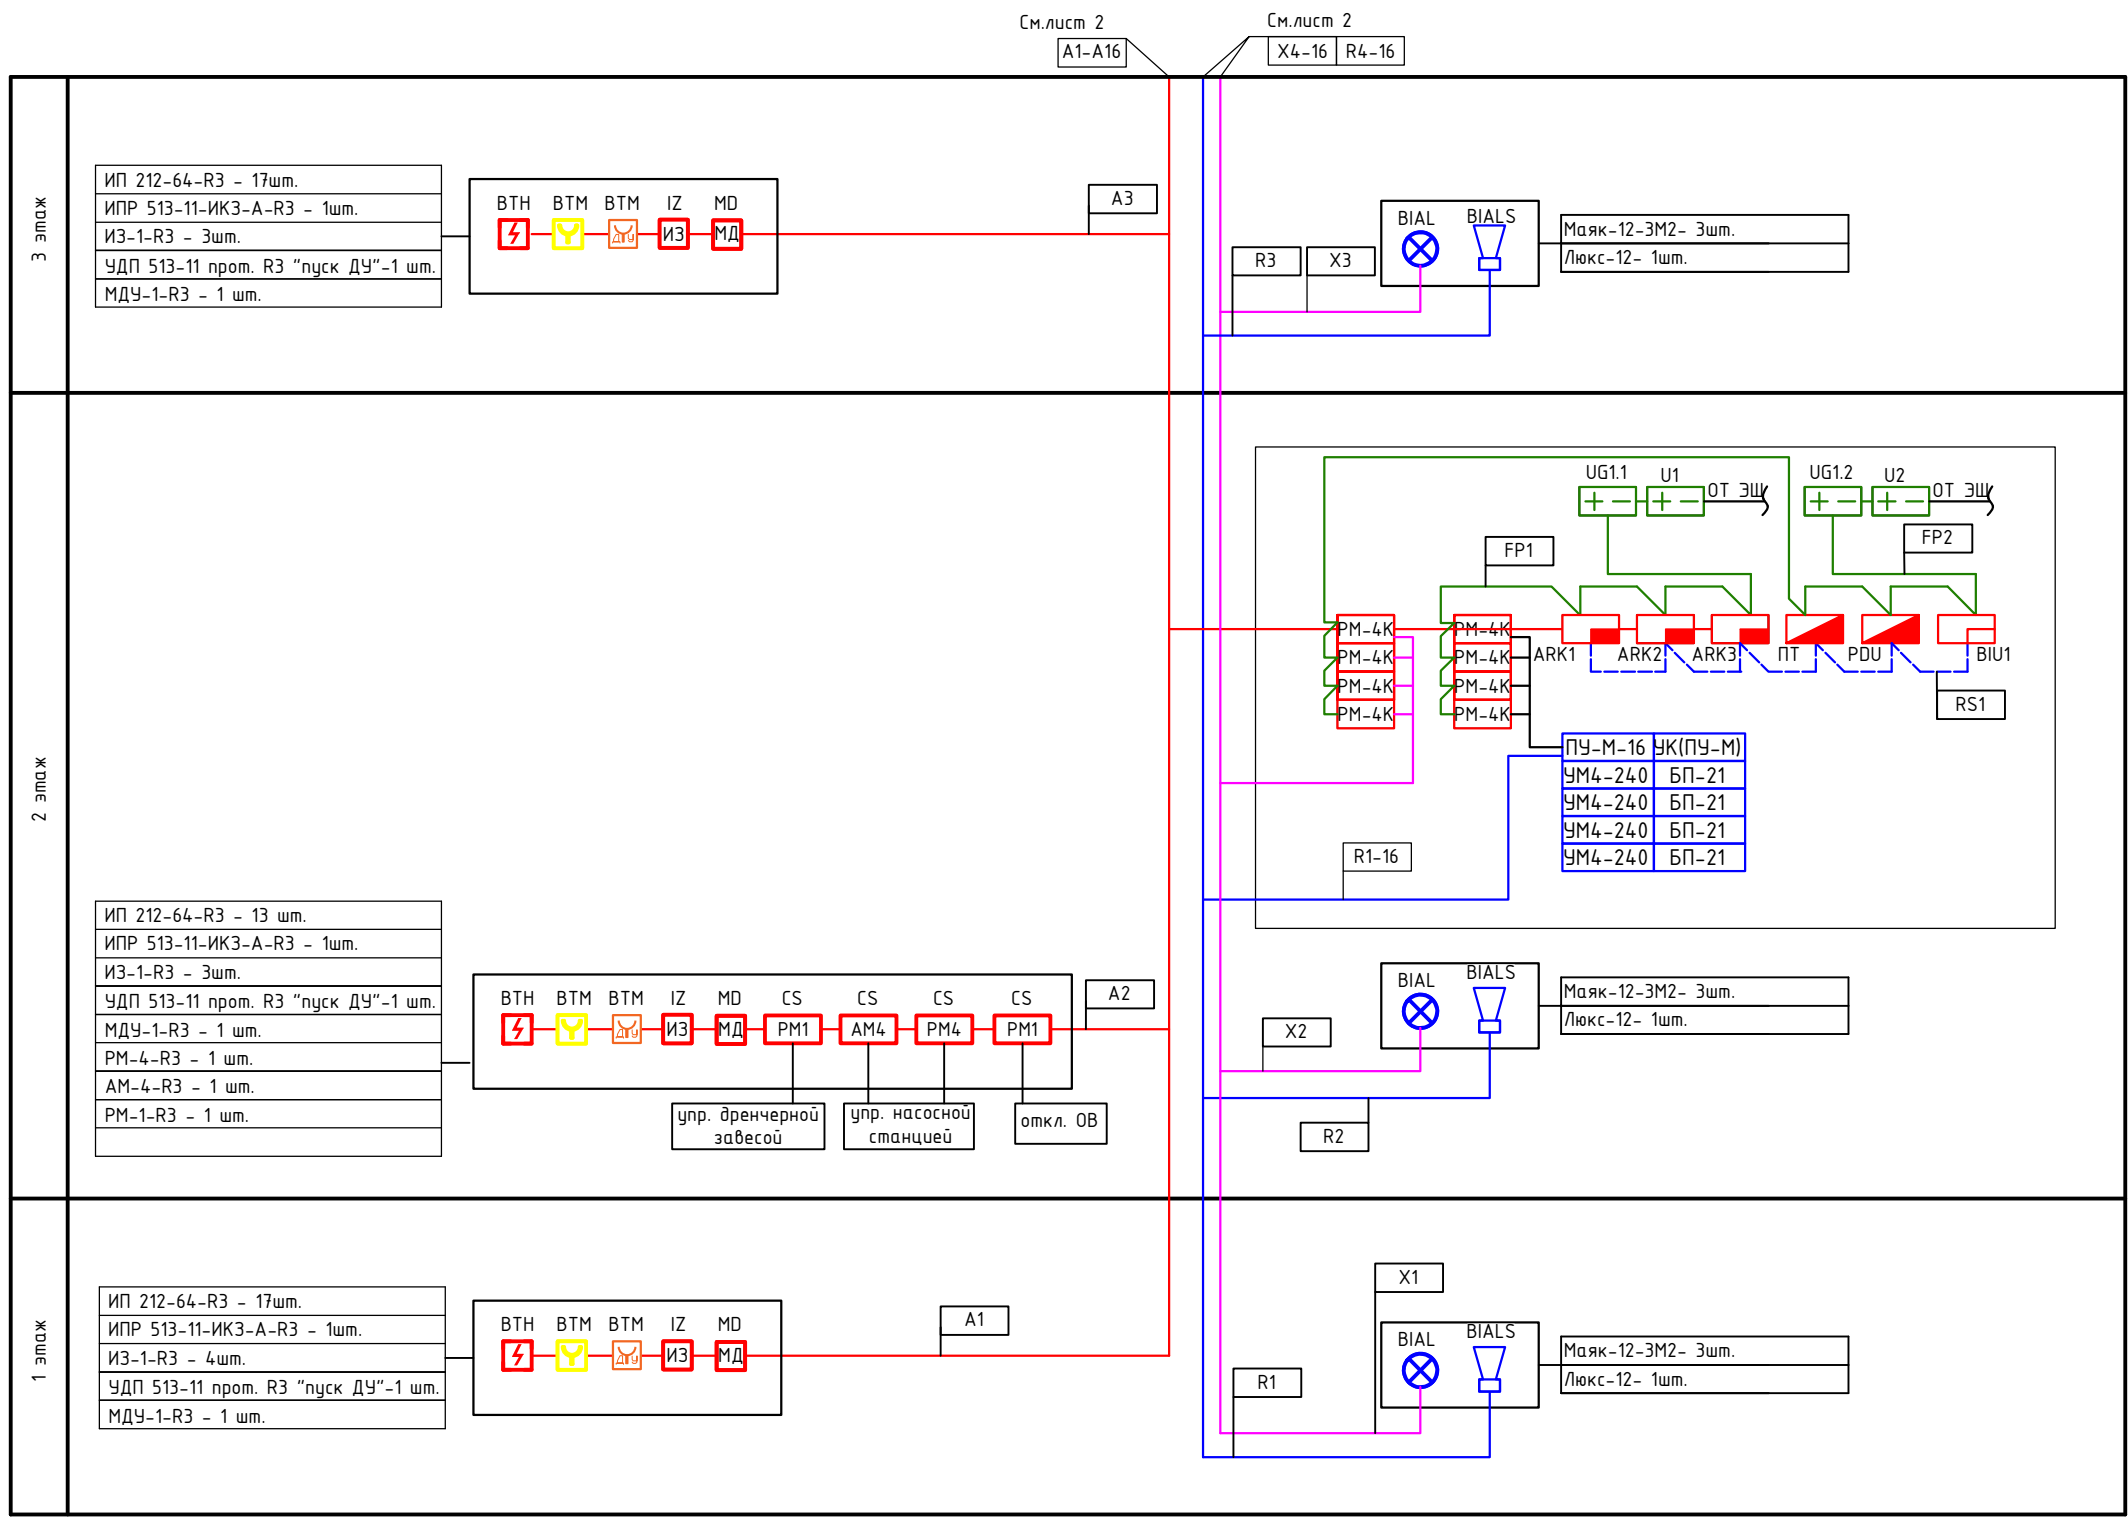 См.лист 2
А1-А16
См.лист 2
Х4-16 R4-16
3 этаж
ИП 212-64-R3 - 17шт.
ИПР 513-11-ИКЗ-А-R3 - 1шт.
ИЗ-1-R3 - 3шт.
УДП 513-11 прот. R3 "пуск ДУ"-1 шт.
МДУ-1-R3 - 1 шт.
BTH BTM BTM IZ MD
ДТУ ИЗ МД
А3
R3 X3
BIAL BIALS
Маяк-12-3М2- 3шт.
Люкс-12- 1шт.
2 этаж
UG1.1 U1 ОТ ЭЩ
UG1.2 U2 ОТ ЭЩ
FP1
FP2
РМ-4К РМ-4К
РМ-4К РМ-4К
РМ-4К РМ-4К
РМ-4К РМ-4К
ARK1 ARK2 ARK3 ПТ PDU BIU1
RS1
ПУ-М-16 УК(ПУ-М)
УМ4-240 БП-21
УМ4-240 БП-21
УМ4-240 БП-21
УМ4-240 БП-21
R1-16
ИП 212-64-R3 - 13 шт.
ИПР 513-11-ИКЗ-А-R3 - 1шт.
ИЗ-1-R3 - 3шт.
УДП 513-11 прот. R3 "пуск ДУ"-1 шт.
МДУ-1-R3 - 1 шт.
РМ-4-R3 - 1 шт.
АМ-4-R3 - 1 шт.
РМ-1-R3 - 1 шт.
BTH BTM BTM IZ MD CS CS CS CS
ДТУ ИЗ МД РМ1 АМ4 РМ4 РМ1
упр. дренчерной
завесой
упр. насосной
станцией
откл. ОВ
А2
X2
R2
BIAL BIALS
Маяк-12-3М2- 3шт.
Люкс-12- 1шт.
1 этаж
ИП 212-64-R3 - 17шт.
ИПР 513-11-ИКЗ-А-R3 - 1шт.
ИЗ-1-R3 - 4шт.
УДП 513-11 прот. R3 "пуск ДУ"-1 шт.
МДУ-1-R3 - 1 шт.
BTH BTM BTM IZ MD
ДТУ ИЗ МД
А1
X1
R1
BIAL BIALS
Маяк-12-3М2- 3шт.
Люкс-12- 1шт.